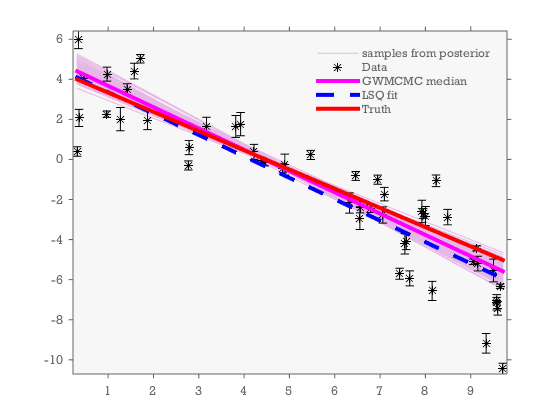 6
samples from posterior
Data
4
GWMCMC median
LSQ fit
Truth
2
0
-2
-4
-6
-8
-10
1 2 3 4 5 6 7 8 9